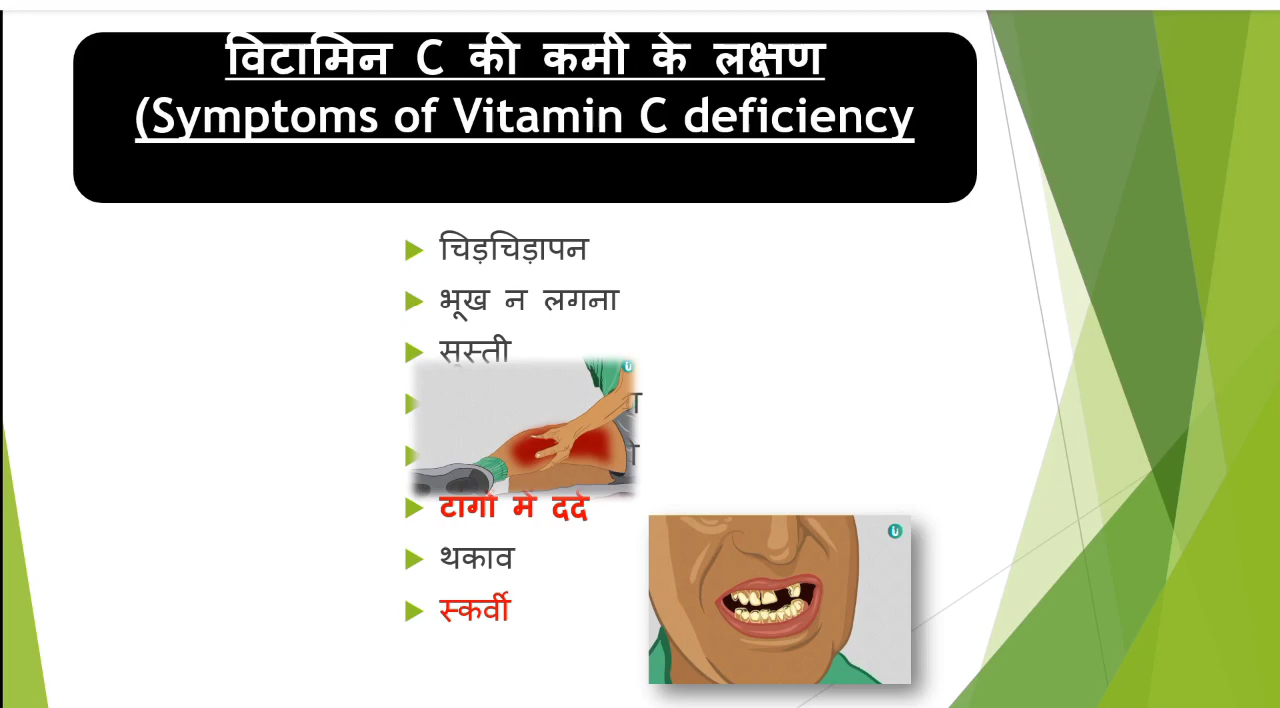 विटामिन C की कमी के लक्षण
(Symptoms of Vitamin C deficiency
चिड़चिड़ापन
भूख न लगना
सुस्ती
टांगों में दर्द
थकाव
स्कर्वी